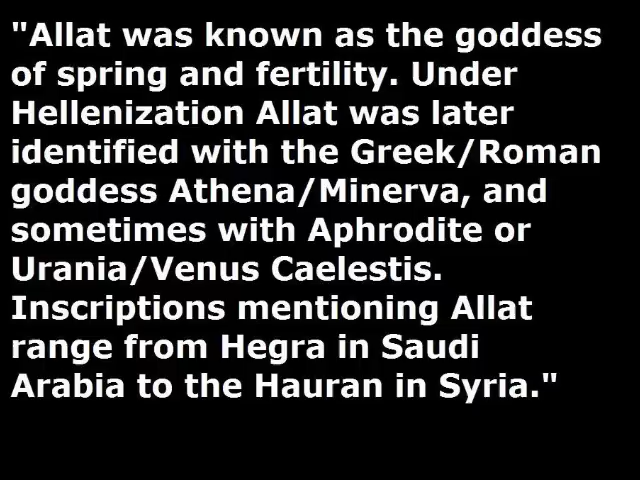 "Allat was known as the goddess
of spring and fertility. Under
Hellenization Allat was later
identified with the Greek/Roman
goddess Athena/Minerva, and
sometimes with Aphrodite or
Urania/Venus Caelestis.
Inscriptions mentioning Allat
range from Hegra in Saudi
Arabia to the Hauran in Syria."